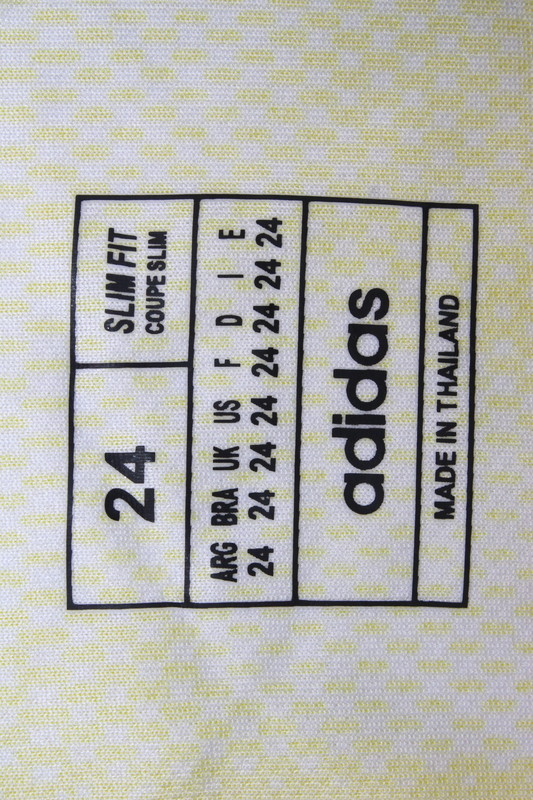 24
SLIM FIT
COUPE SLIM
ARG BRA UK US F D I E
24 24 24 24 24 24 24 24
adidas
MADE IN THAILAND